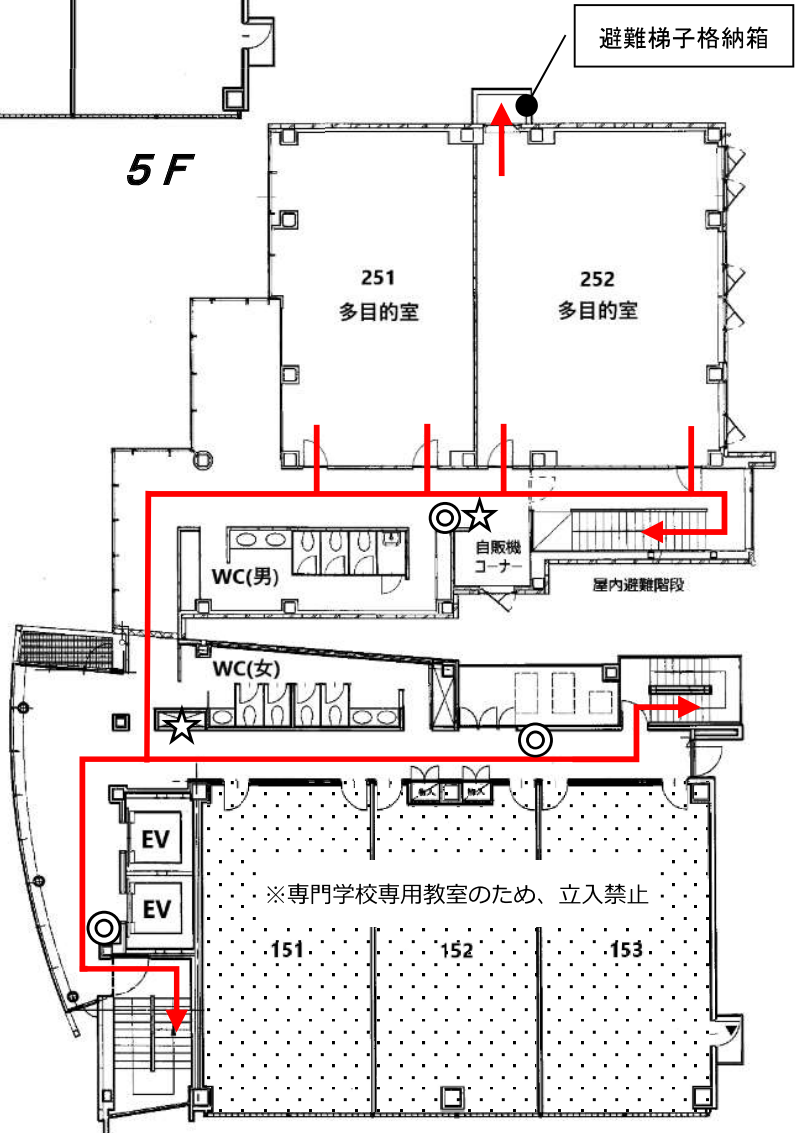 避難梯子格納箱
5F
251
多目的室
252
多目的室
自販機
コーナー
WC(男)
屋内避難階段
WC(女)
EV
EV
※専門学校専用教室のため、立入禁止
151
152
153